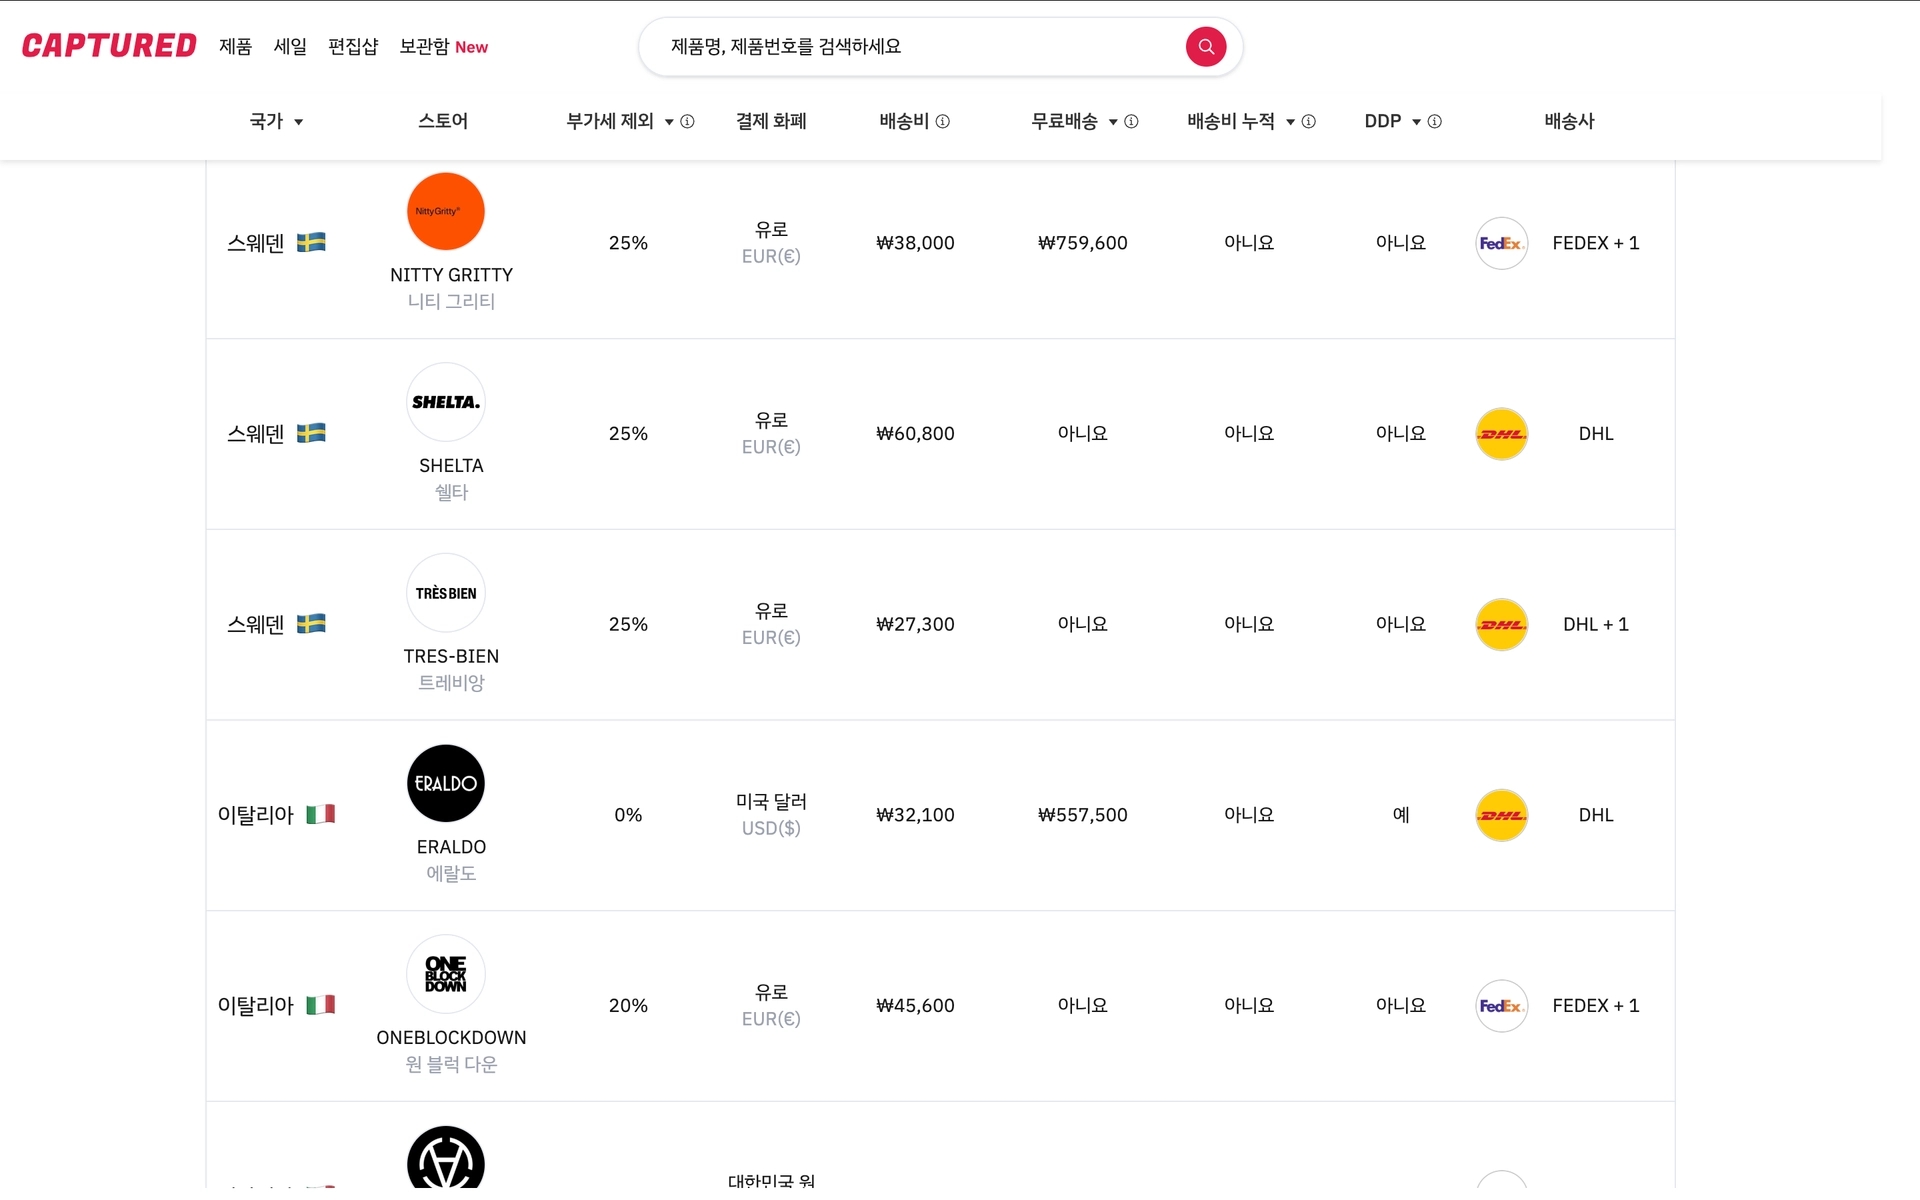 CAPTURED 제품 세일 편집샵 보관함 New 제품명, 제품번호를 검색하세요
국가 스토어 부가세 제외 결제 화폐 배송비 무료배송 배송비 누적 DDP 배송사
NittyGritty
스웨덴 25% 유로 ₩38,000 ₩759,600 아니요 아니요 FedEx FEDEX + 1
EUR(€)
NITTY GRITTY
니티 그리티
SHELTA.
스웨덴 25% 유로 ₩60,800 아니요 아니요 아니요 DHL DHL
EUR(€)
SHELTA
쉘타
TRÈS BIEN
스웨덴 25% 유로 ₩27,300 아니요 아니요 아니요 DHL DHL + 1
EUR(€)
TRES-BIEN
트레비앙
ERALDO
이탈리아 0% 미국 달러 ₩32,100 ₩557,500 아니요 예 DHL DHL
USD($)
ERALDO
에랄도
ONE
BLOCK
DOWN
이탈리아 20% 유로 ₩45,600 아니요 아니요 아니요 FedEx FEDEX + 1
EUR(€)
ONEBLOCKDOWN
원 블럭 다운
대한민국 원